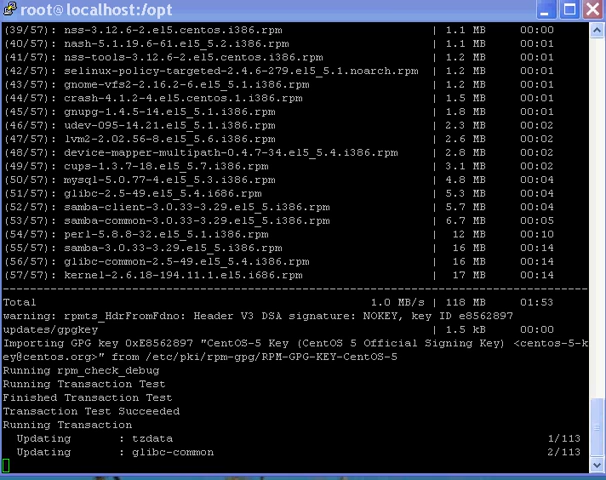 root@localhost:/opt
(39/57): nss-3.12.6-2.el5.centos.i386.rpm | 1.1 MB 00:00
(40/57): nash-5.1.19.6-61.el5_5.2.i386.rpm | 1.1 MB 00:01
(41/57): nss-tools-3.12.6-2.el5.centos.i386.rpm | 1.2 MB 00:01
(42/57): selinux-policy-targeted-2.4.6-279.el5_5.1.noarch.rpm | 1.2 MB 00:01
(43/57): gnome-vfs2-2.16.2-6.el5_5.1.i386.rpm | 1.2 MB 00:01
(44/57): crash-4.1.2-4.el5.centos.1.i386.rpm | 1.5 MB 00:01
(45/57): gnupg-1.4.5-14.el5_5.1.i386.rpm | 1.8 MB 00:01
(46/57): udev-095-14.21.el5_5.1.i386.rpm | 2.3 MB 00:02
(47/57): lvm2-2.02.56-8.el5_5.6.i386.rpm | 2.6 MB 00:02
(48/57): device-mapper-multipath-0.4.7-34.el5_5.4.i386.rpm | 2.8 MB 00:02
(49/57): cups-1.3.7-18.el5_5.7.i386.rpm | 3.1 MB 00:02
(50/57): mysql-5.0.77-4.el5_5.3.i386.rpm | 4.8 MB 00:04
(51/57): glibc-2.5-49.el5_5.4.i686.rpm | 5.3 MB 00:04
(52/57): samba-client-3.0.33-3.29.el5_5.i386.rpm | 5.7 MB 00:04
(53/57): samba-common-3.0.33-3.29.el5_5.i386.rpm | 6.7 MB 00:05
(54/57): perl-5.8.8-32.el5_5.1.i386.rpm | 12 MB 00:10
(55/57): samba-3.0.33-3.29.el5_5.i386.rpm | 16 MB 00:14
(56/57): glibc-common-2.5-49.el5_5.4.i386.rpm | 16 MB 00:14
(57/57): kernel-2.6.18-194.11.1.el5.i686.rpm | 17 MB 00:14
--------------------------------------------------------------------------------
Total 1.0 MB/s | 118 MB 01:53
warning: rpmts_HdrFromFdno: Header V3 DSA signature: NOKEY, key ID e8562897
updates/gpgkey | 1.5 kB 00:00
Importing GPG key 0xE8562897 "CentOS-5 Key (CentOS 5 Official Signing Key) <centos-5-k
ey@centos.org>" from /etc/pki/rpm-gpg/RPM-GPG-KEY-CentOS-5
Running rpm_check_debug
Running Transaction Test
Finished Transaction Test
Transaction Test Succeeded
Running Transaction
Updating : tzdata 1/113
Updating : glibc-common 2/113